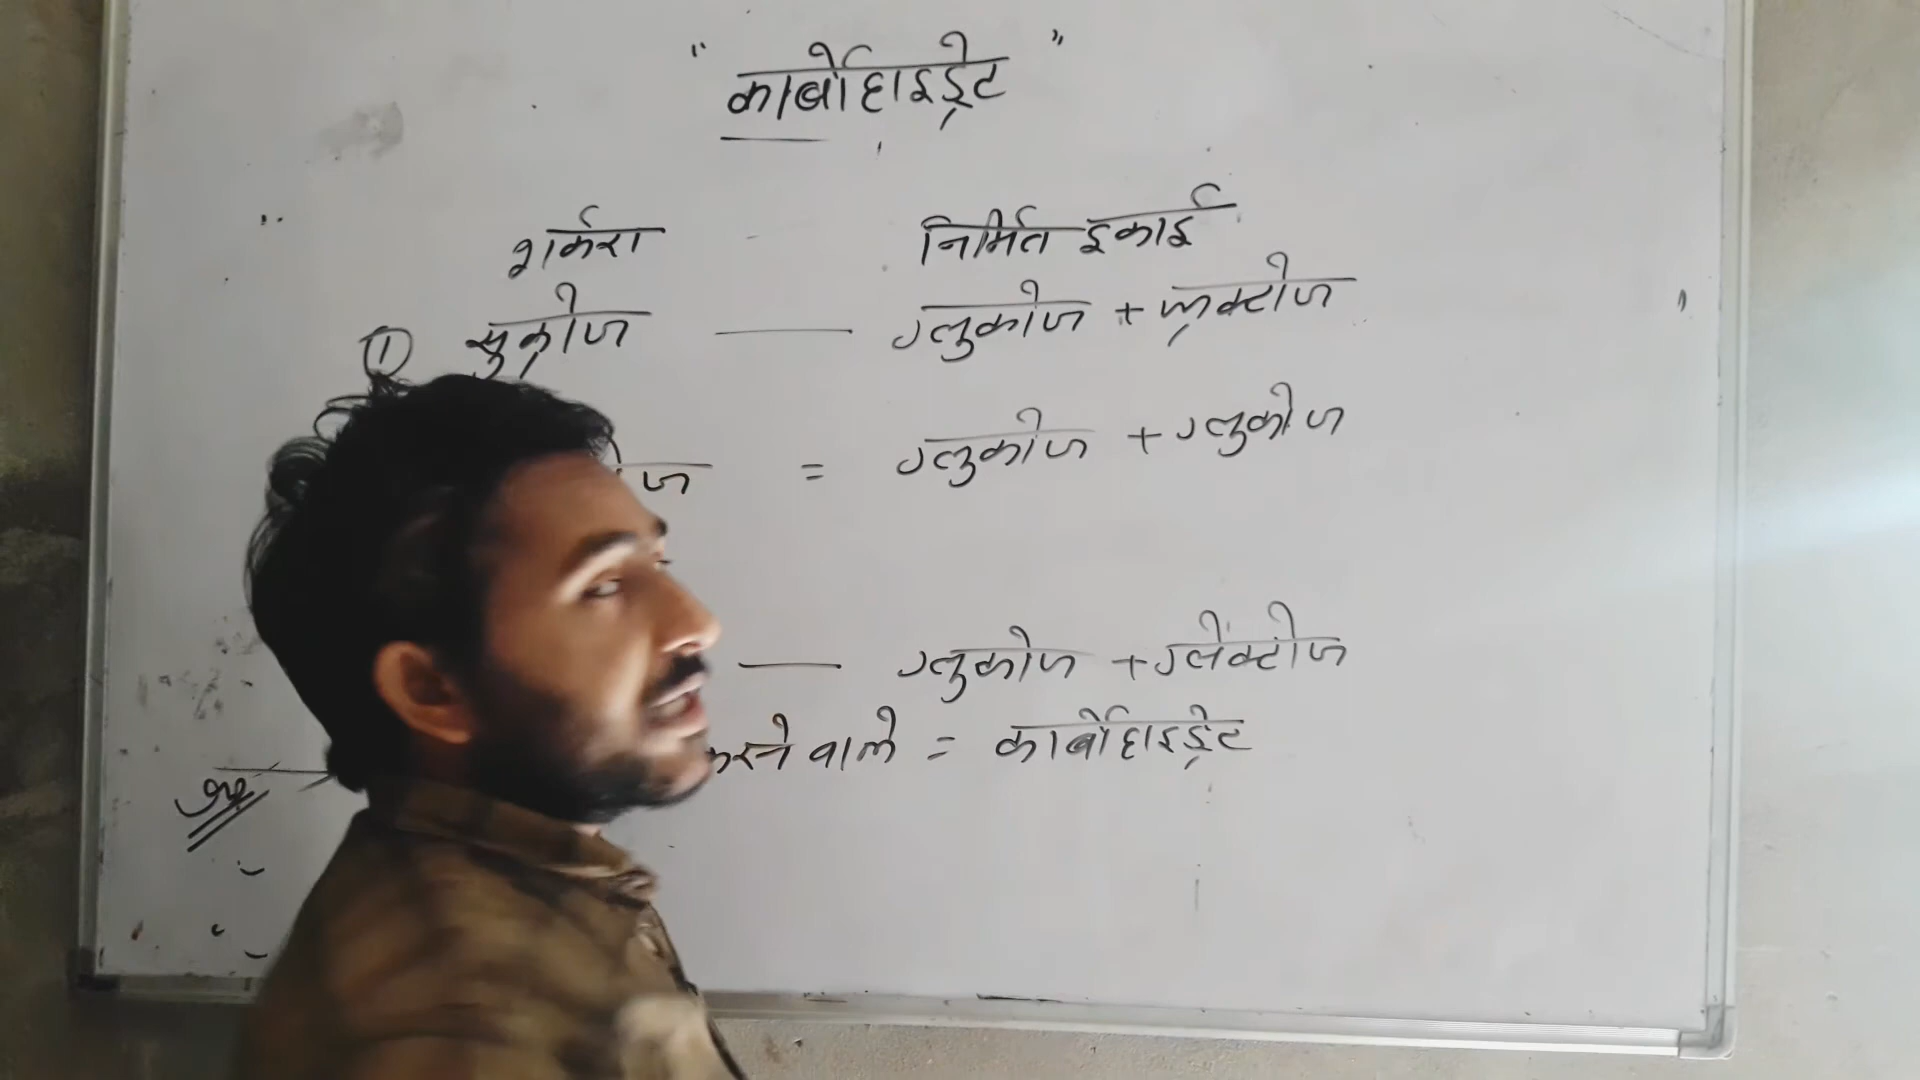 " कार्बोहाइड्रेट "
शर्करा - निर्मित इकाई
① सुक्रोज — ग्लुकोज + फ्रक्टोज
ज = ग्लुकोज + ग्लुकोज
— ग्लुकोज + ग्लेक्टोज
करने वाले = कार्बोहाइड्रेट